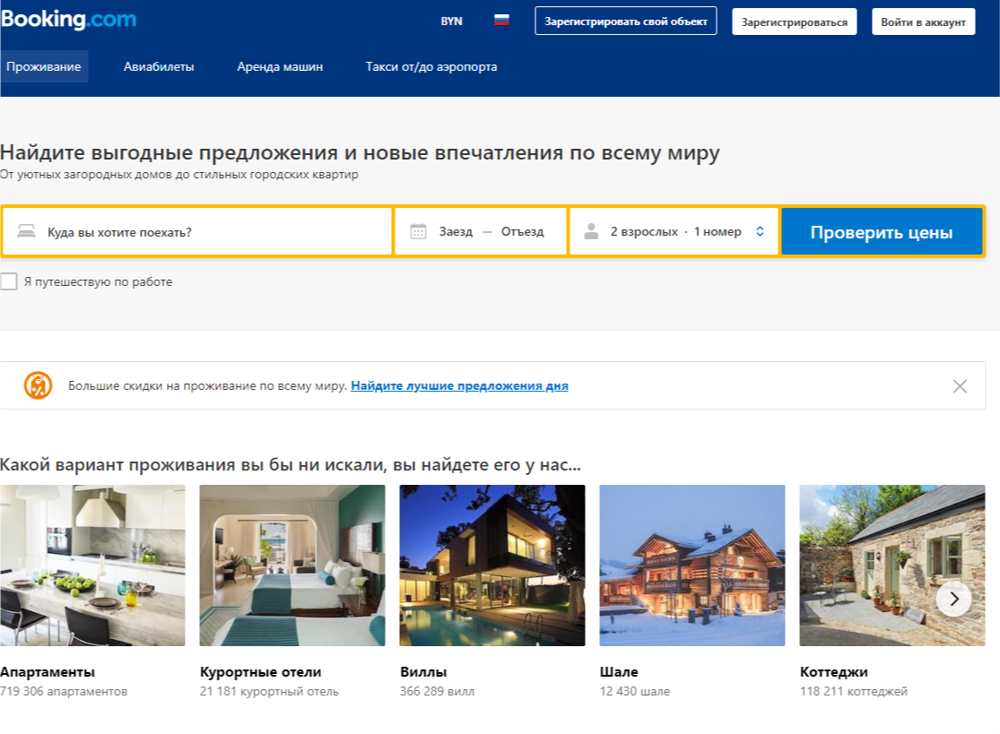 Booking.com
BYN
Зарегистрировать свой объект
Зарегистрироваться
Войти в аккаунт
Проживание
Авиабилеты
Аренда машин
Такси от/до аэропорта
Найдите выгодные предложения и новые впечатления по всему миру
От уютных загородных домов до стильных городских квартир
Куда вы хотите поехать?
Заезд — Отъезд
2 взрослых · 1 номер
Проверить цены
Я путешествую по работе
Большие скидки на проживание по всему миру. Найдите лучшие предложения дня
Какой вариант проживания вы бы ни искали, вы найдете его у нас...
Апартаменты
719 306 апартаментов
Курортные отели
21 181 курортный отель
Виллы
366 289 вилл
Шале
12 430 шале
Коттеджи
118 211 коттеджей